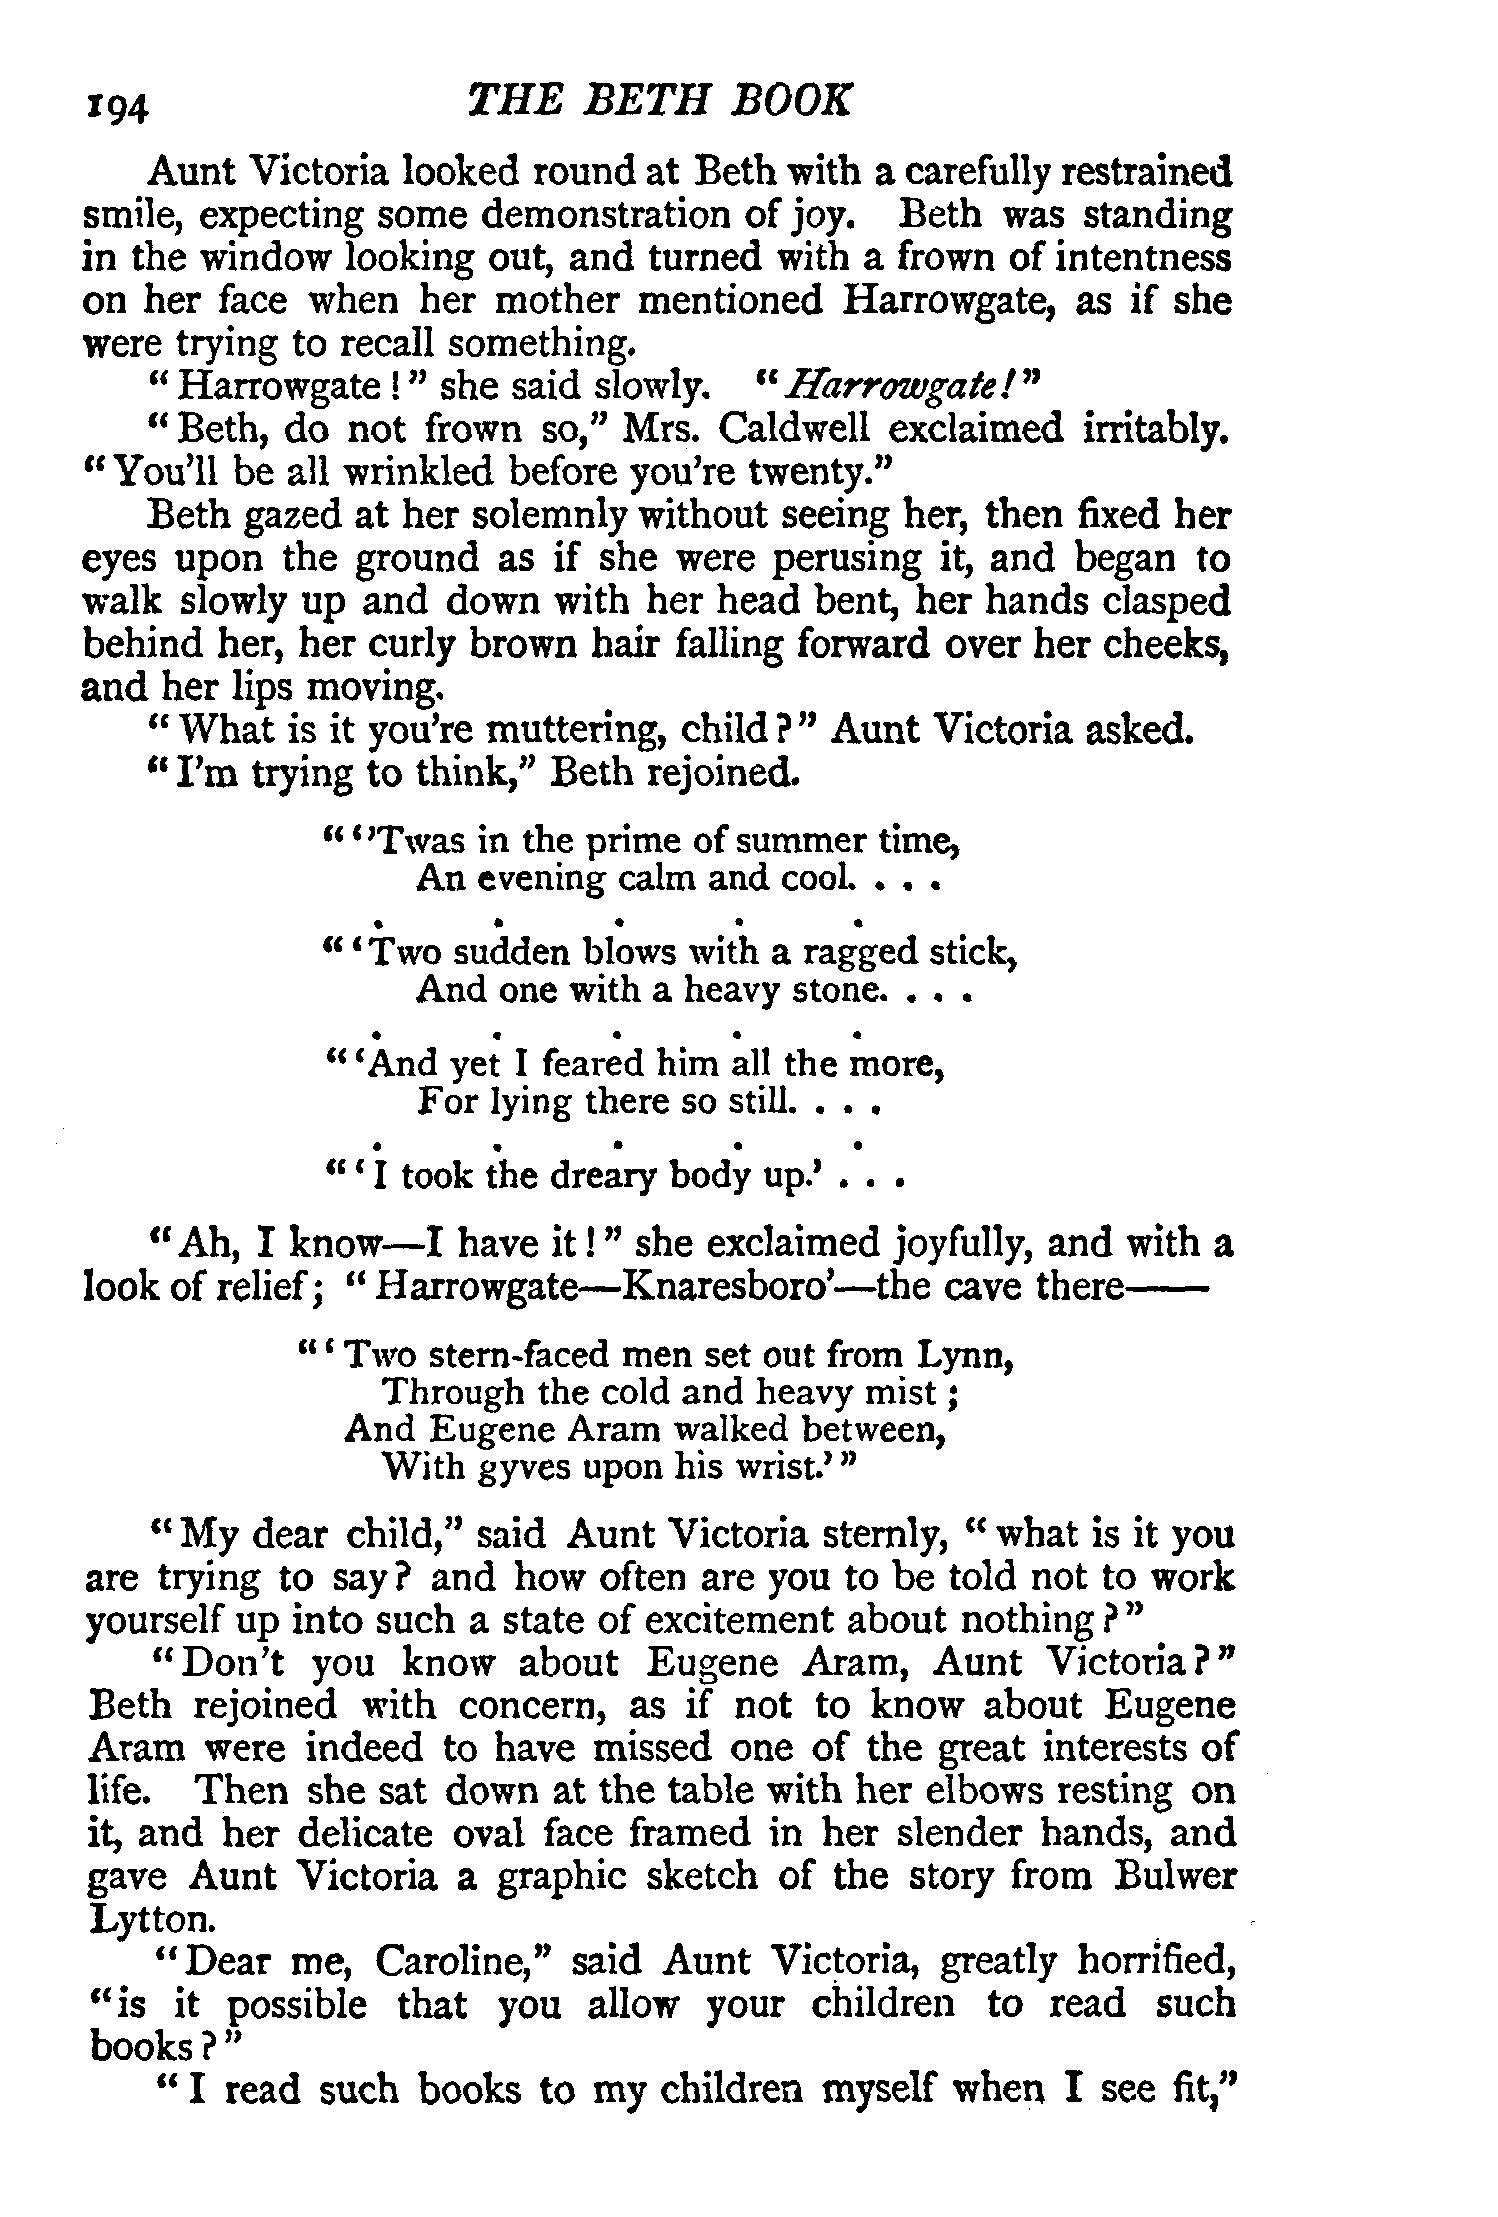 194 THE BETH BOOK
Aunt Victoria looked round at Beth with a carefully restrained
smile, expecting some demonstration of joy. Beth was standing
in the window looking out, and turned with a frown of intentness
on her face when her mother mentioned Harrowgate, as if she
were trying to recall something.
“Harrowgate!” she said slowly. “Harrowgate!”
“Beth, do not frown so,” Mrs. Caldwell exclaimed irritably.
“You'll be all wrinkled before you're twenty.”
Beth gazed at her solemnly without seeing her, then fixed her
eyes upon the ground as if she were perusing it, and began to
walk slowly up and down with her head bent, her hands clasped
behind her, her curly brown hair falling forward over her cheeks,
and her lips moving.
“What is it you're muttering, child?” Aunt Victoria asked.
“I'm trying to think,” Beth rejoined.
“‘’Twas in the prime of summer time,
An evening calm and cool. . . .
. . . . .
“‘Two sudden blows with a ragged stick,
And one with a heavy stone. . . .
. . . . .
“‘And yet I feared him all the more,
For lying there so still. . . .
. . . . .
“‘I took the dreary body up.’ . . .
“Ah, I know—I have it!” she exclaimed joyfully, and with a
look of relief; “Harrowgate—Knaresboro’—the cave there——
“‘Two stern-faced men set out from Lynn,
Through the cold and heavy mist;
And Eugene Aram walked between,
With gyves upon his wrist.’”
“My dear child,” said Aunt Victoria sternly, “what is it you
are trying to say? and how often are you to be told not to work
yourself up into such a state of excitement about nothing?”
“Don't you know about Eugene Aram, Aunt Victoria?”
Beth rejoined with concern, as if not to know about Eugene
Aram were indeed to have missed one of the great interests of
life. Then she sat down at the table with her elbows resting on
it, and her delicate oval face framed in her slender hands, and
gave Aunt Victoria a graphic sketch of the story from Bulwer
Lytton.
“Dear me, Caroline,” said Aunt Victoria, greatly horrified,
“is it possible that you allow your children to read such
books?”
“I read such books to my children myself when I see fit,”